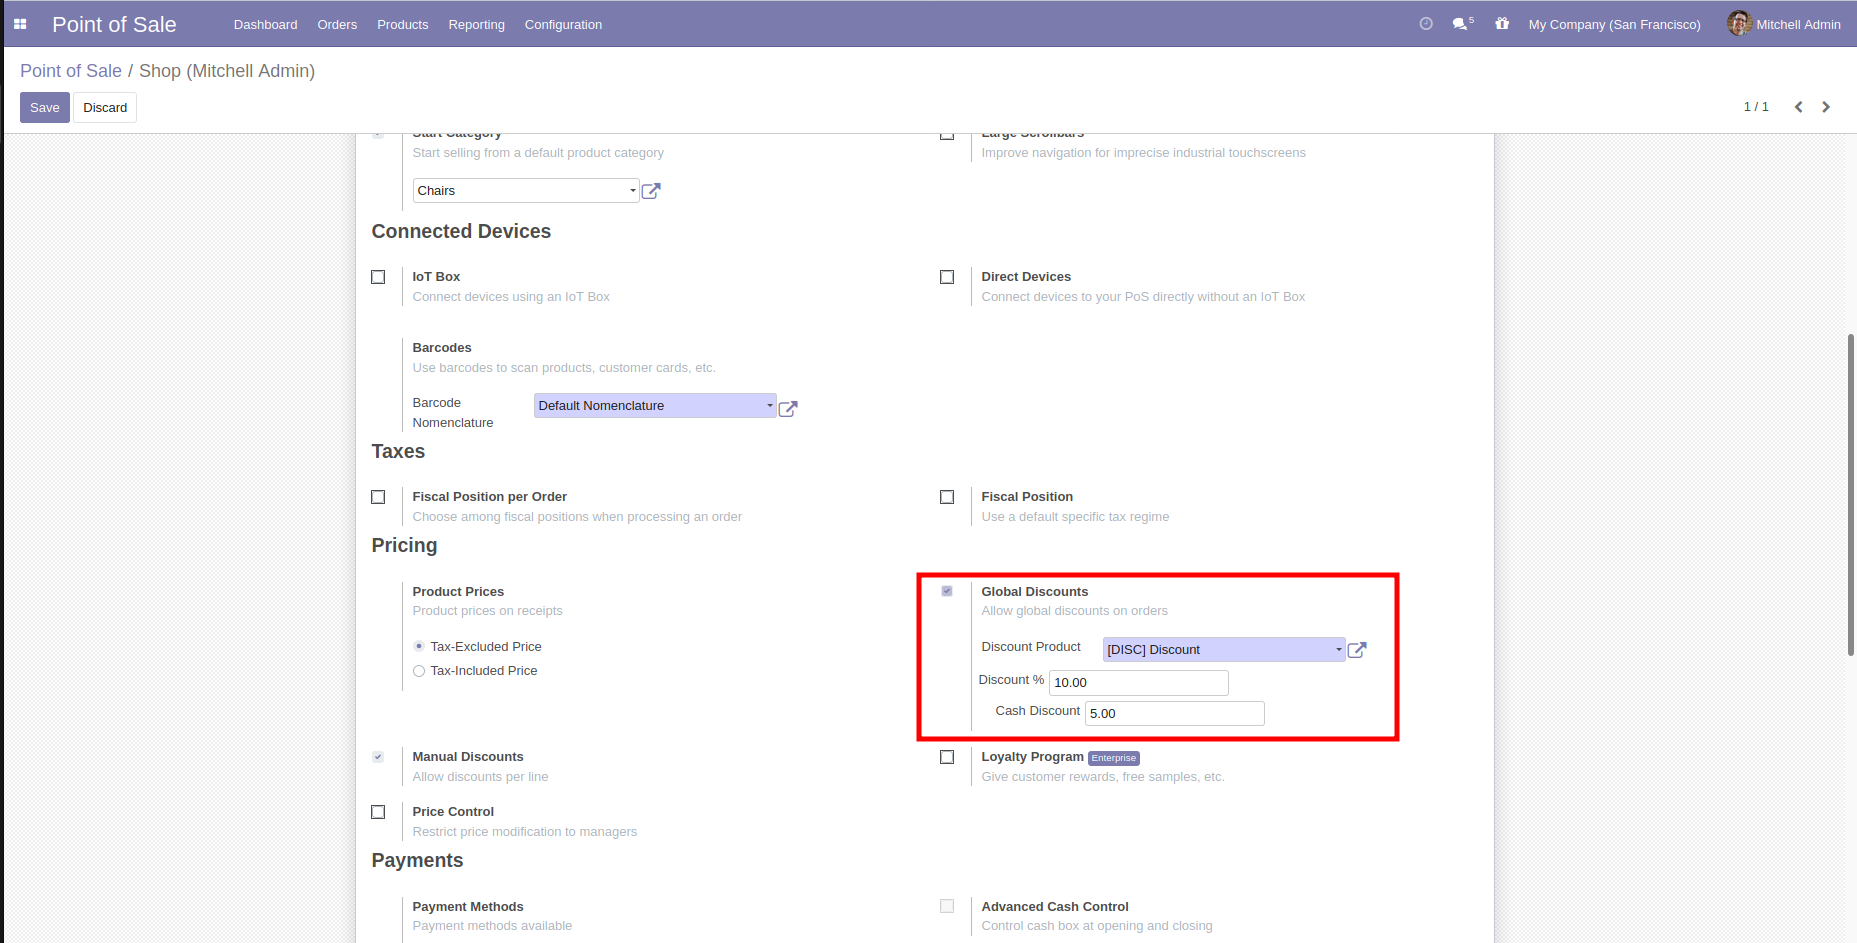 Point of Sale
Dashboard
Orders
Products
Reporting
Configuration
5
My Company (San Francisco)
Mitchell Admin
Point of Sale / Shop (Mitchell Admin)
Save
Discard
1 / 1
Start Category
Start selling from a default product category
Chairs
Large Scrollbars
Improve navigation for imprecise industrial touchscreens
Connected Devices
IoT Box
Connect devices using an IoT Box
Direct Devices
Connect devices to your PoS directly without an IoT Box
Barcodes
Use barcodes to scan products, customer cards, etc.
Barcode
Nomenclature
Default Nomenclature
Taxes
Fiscal Position per Order
Choose among fiscal positions when processing an order
Fiscal Position
Use a default specific tax regime
Pricing
Product Prices
Product prices on receipts
Tax-Excluded Price
Tax-Included Price
Global Discounts
Allow global discounts on orders
Discount Product
[DISC] Discount
Discount %
10.00
Cash Discount
5.00
Manual Discounts
Allow discounts per line
Loyalty Program
Enterprise
Give customer rewards, free samples, etc.
Price Control
Restrict price modification to managers
Payments
Payment Methods
Payment methods available
Advanced Cash Control
Control cash box at opening and closing